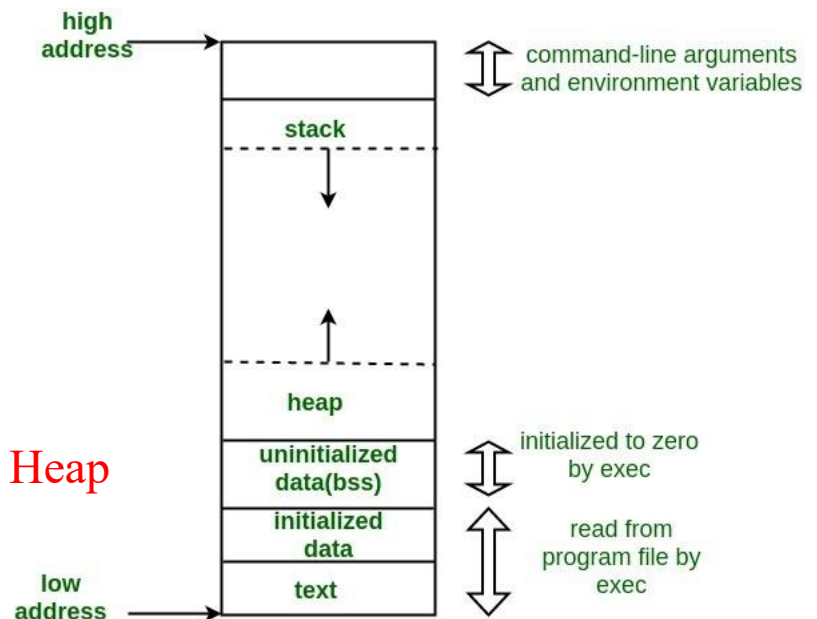 high
address
command-line arguments
and environment variables
stack
heap
Heap
uninitialized
data(bss)
initialized to zero
by exec
initialized
data
read from
program file by
exec
text
low
address